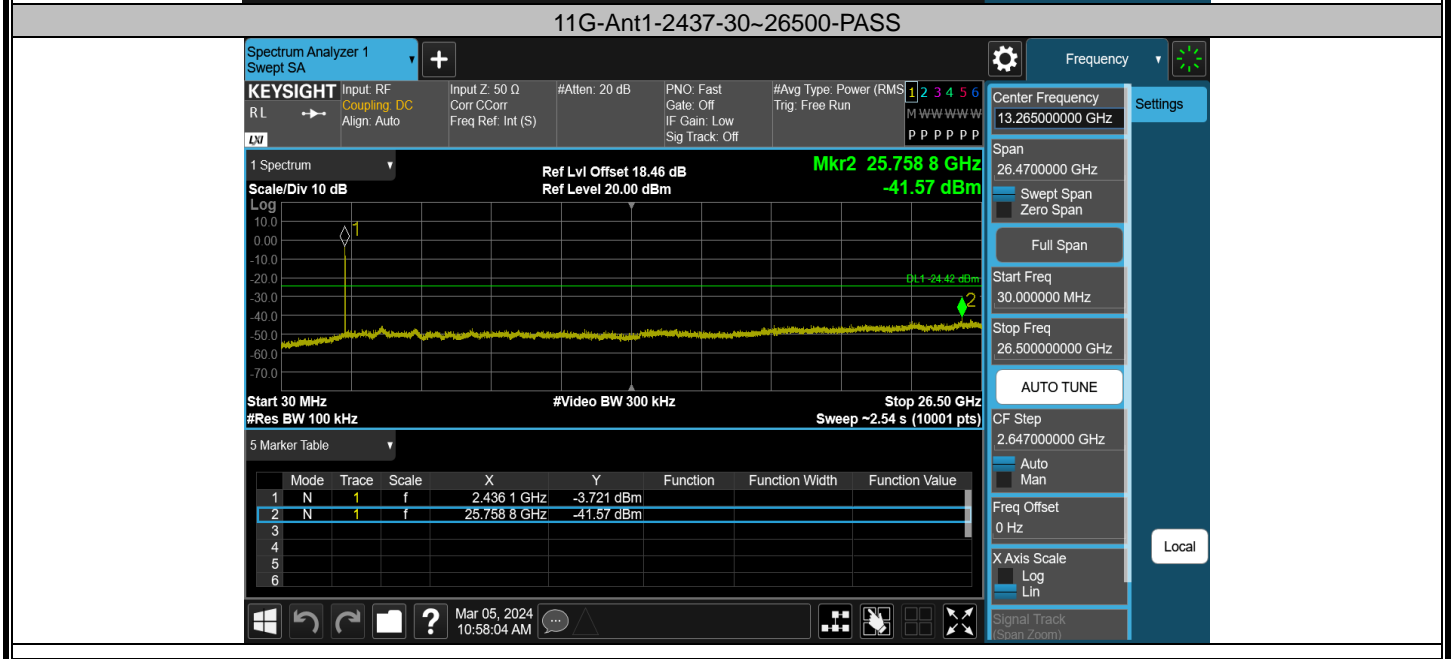 11G-Ant1-2437-30~26500-PASS
Spectrum Analyzer 1
Swept SA
+
Frequency
KEYSIGHT
RL
LXI
Input: RF
Coupling: DC
Align: Auto
Input Z: 50 Ω
Corr CCorr
Freq Ref: Int (S)
#Atten: 20 dB
PNO: Fast
Gate: Off
IF Gain: Low
Sig Track: Off
#Avg Type: Power (RMS
Trig: Free Run
1 2 3 4 5 6
M W W W W W
P P P P P P
1 Spectrum
Scale/Div 10 dB
Ref Lvl Offset 18.46 dB
Ref Level 20.00 dBm
Mkr2 25.758 8 GHz
-41.57 dBm
Log
10.0
0.00
-10.0
-20.0
-30.0
-40.0
-50.0
-60.0
-70.0
1
DL1 -24.42 dBm
2
Start 30 MHz
#Res BW 100 kHz
#Video BW 300 kHz
Stop 26.50 GHz
Sweep ~2.54 s (10001 pts)
5 Marker Table
Mode Trace Scale X Y Function Function Width Function Value
1 N 1 f 2.436 1 GHz -3.721 dBm
2 N 1 f 25.758 8 GHz -41.57 dBm
3
4
5
6
Center Frequency
13.265000000 GHz
Settings
Span
26.4700000 GHz
Swept Span
Zero Span
Full Span
Start Freq
30.000000 MHz
Stop Freq
26.500000000 GHz
AUTO TUNE
CF Step
2.647000000 GHz
Auto
Man
Freq Offset
0 Hz
X Axis Scale
Log
Lin
Local
Signal Track
(Span Zoom)
?
Mar 05, 2024
10:58:04 AM